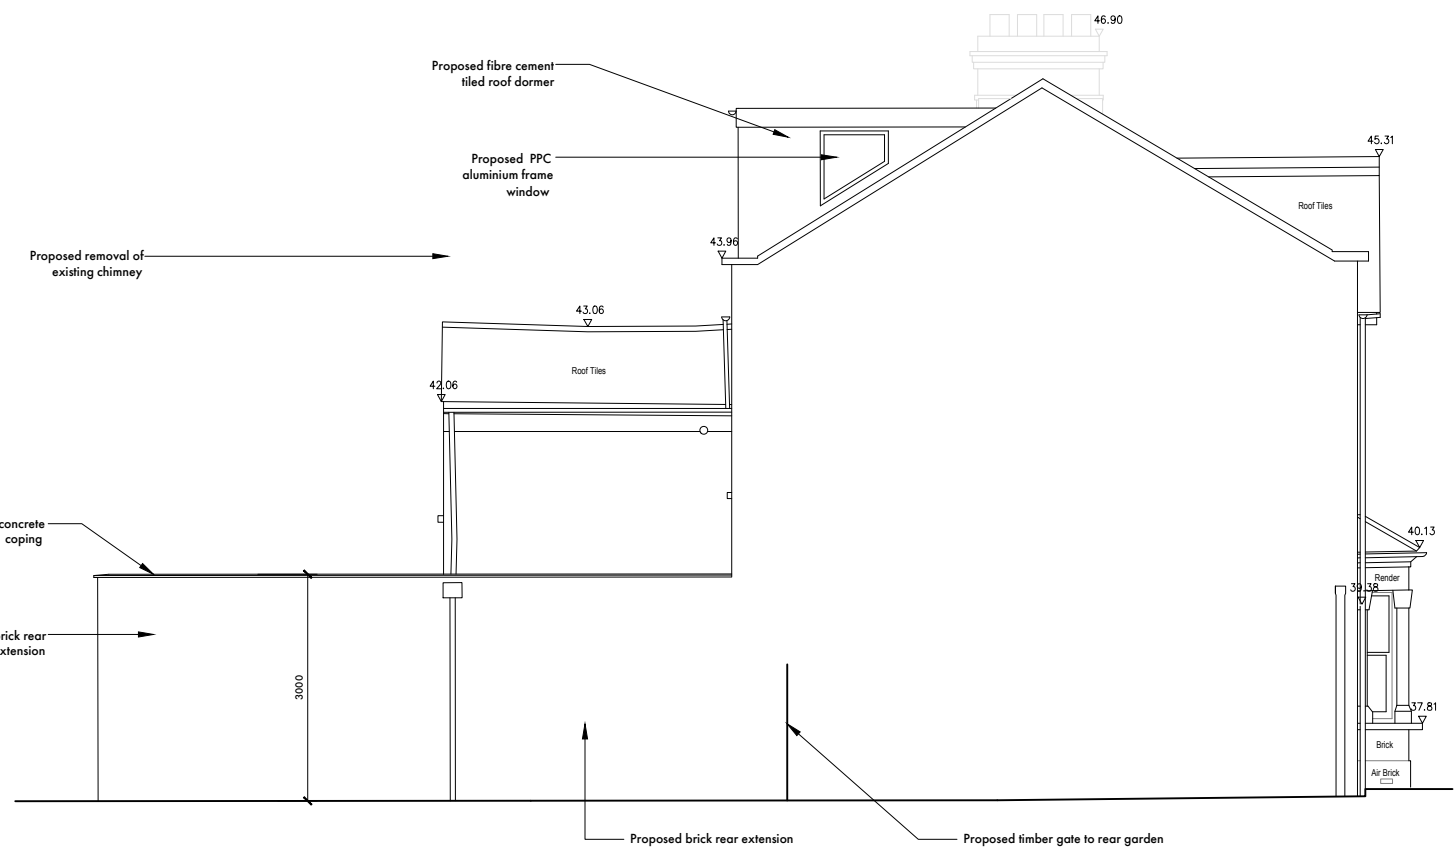 46.90
Proposed fibre cement
tiled roof dormer
45.31
Proposed PPC
aluminium frame
window
Roof Tiles
43.96
Proposed removal of
existing chimney
43.06
Roof Tiles
42.06
concrete
coping
40.13
Render
39.38
rick rear
xtension
3000
37.81
Brick
Air Brick
Proposed brick rear extension
Proposed timber gate to rear garden